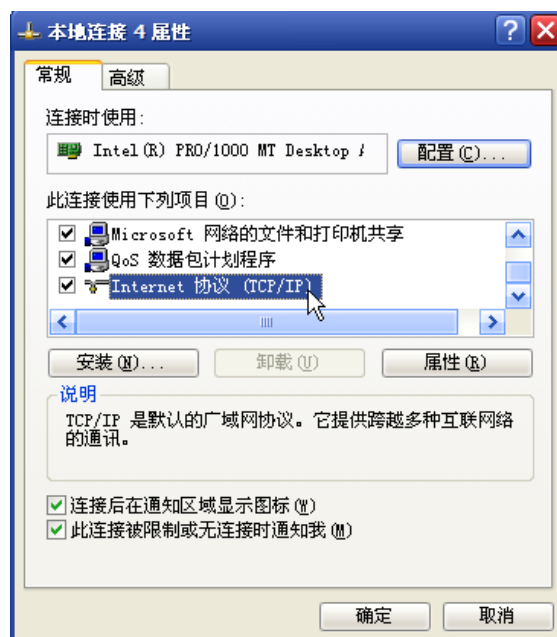 本地连接 4 属性
常规 高级
连接时使用:
Intel(R) PRO/1000 MT Desktop
配置(C)...
此连接使用下列项目(O):
Microsoft 网络的文件和打印机共享
QoS 数据包计划程序
Internet 协议 (TCP/IP)
安装(N)... 卸载(U) 属性(R)
说明
TCP/IP 是默认的广域网协议。它提供跨越多种互联网络
的通讯。
连接后在通知区域显示图标(W)
此连接被限制或无连接时通知我(M)
确定 取消